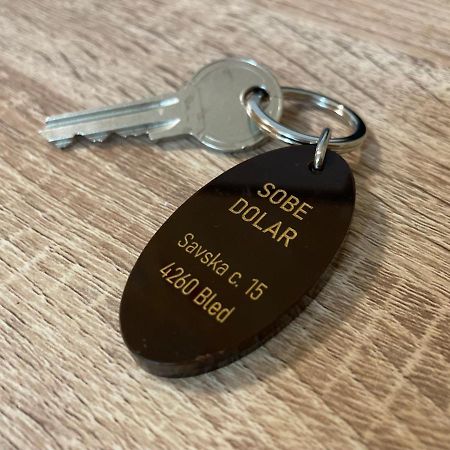 SOBE
DOLAR
Savska c. 15
4260 Bled